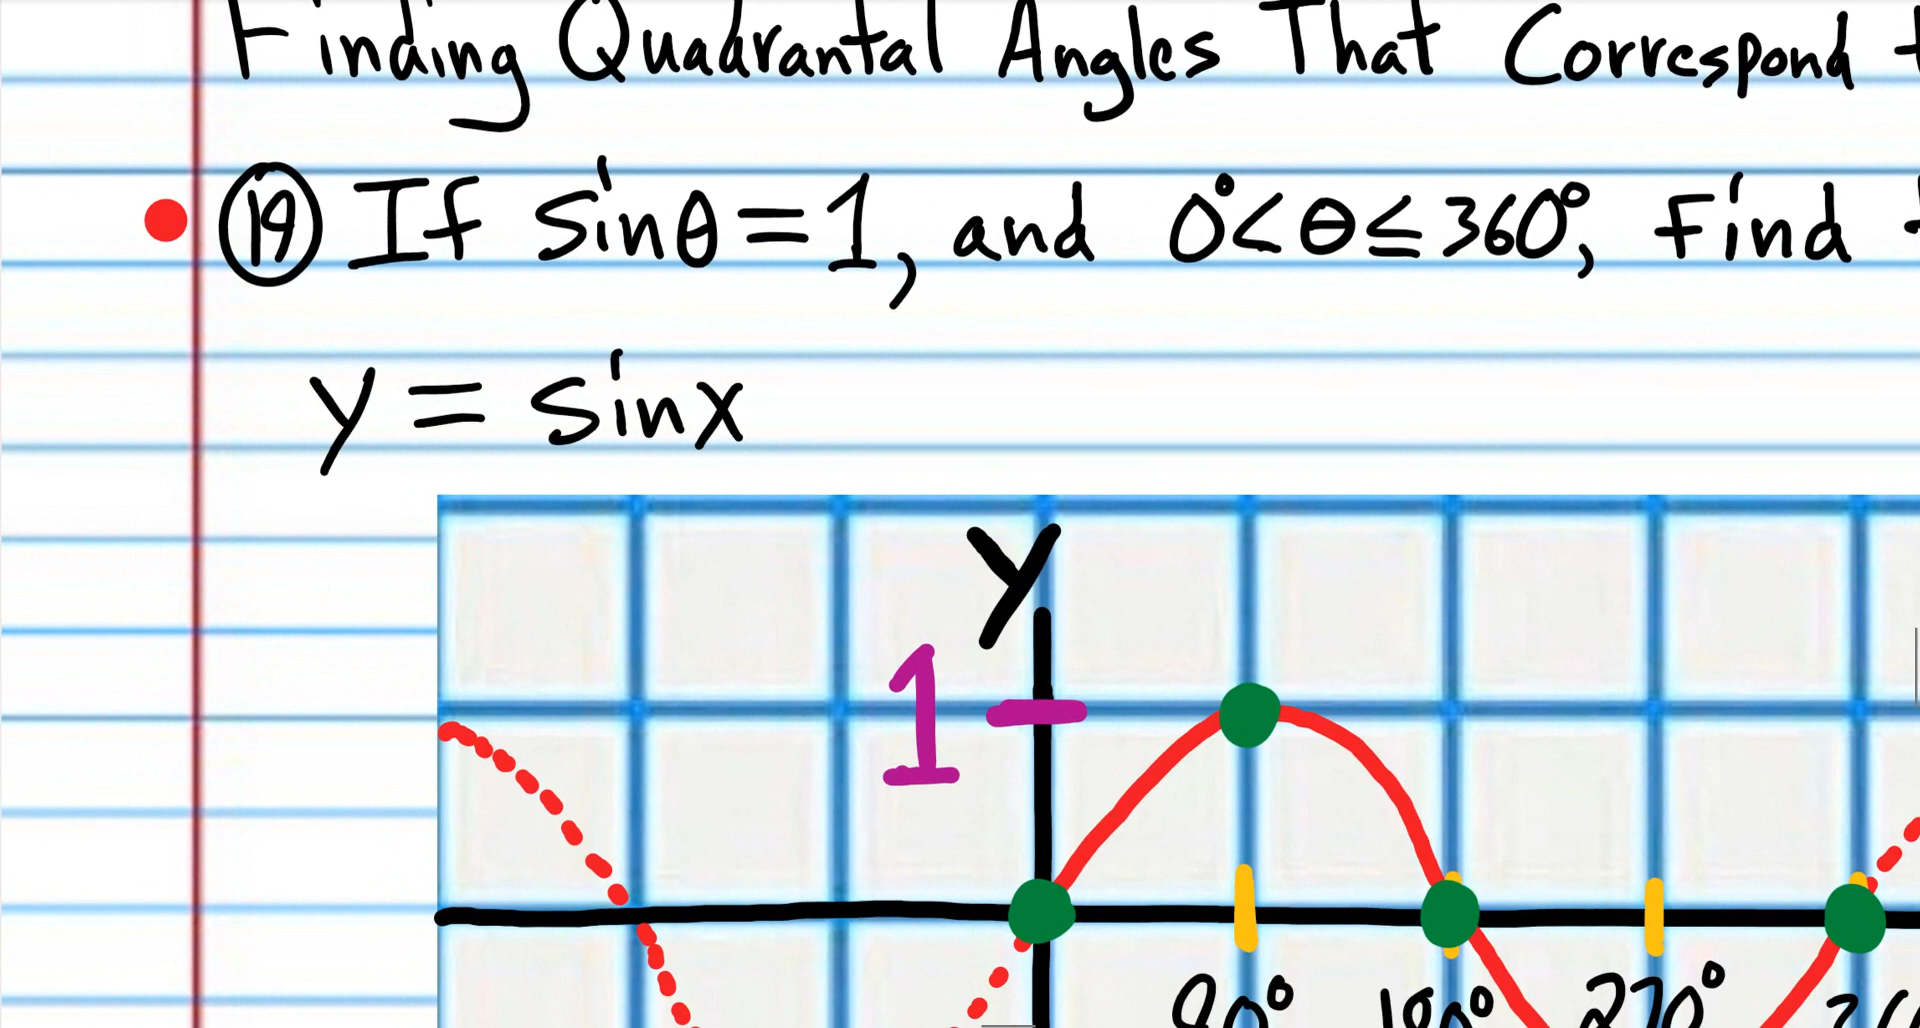 Finding Quadrantal Angles That Correspond
19 If sinθ=1, and 0°<θ≤360°, Find
y = sinx
y
1
90° 180° 270°